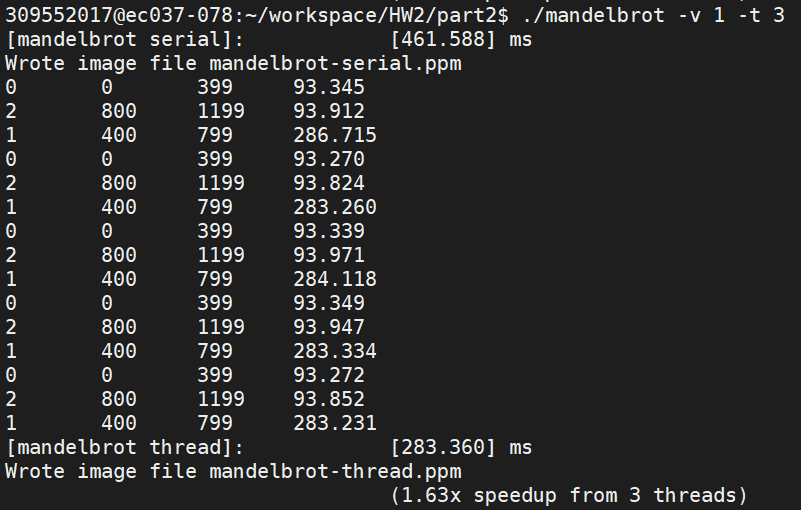 309552017@ec037-078:~/workspace/HW2/part2$ ./mandelbrot -v 1 -t 3
[mandelbrot serial]: [461.588] ms
Wrote image file mandelbrot-serial.ppm
0 0 399 93.345
2 800 1199 93.912
1 400 799 286.715
0 0 399 93.270
2 800 1199 93.824
1 400 799 283.260
0 0 399 93.339
2 800 1199 93.971
1 400 799 284.118
0 0 399 93.349
2 800 1199 93.947
1 400 799 283.334
0 0 399 93.272
2 800 1199 93.852
1 400 799 283.231
[mandelbrot thread]: [283.360] ms
Wrote image file mandelbrot-thread.ppm
(1.63x speedup from 3 threads)